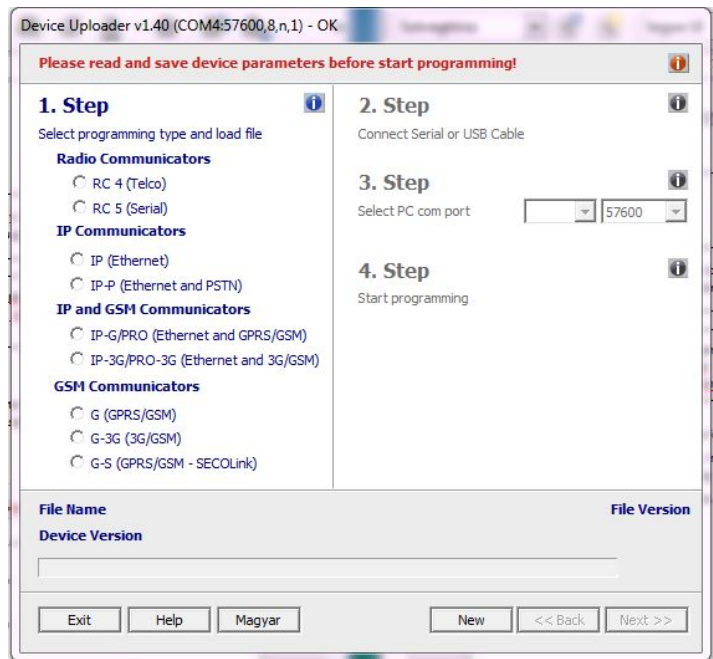 Device Uploader v1.40 (COM4:57600,8,n,1) - OK
Please read and save device parameters before start programming!
1. Step
Select programming type and load file
Radio Communicators
RC 4 (Telco)
RC 5 (Serial)
IP Communicators
IP (Ethernet)
IP-P (Ethernet and PSTN)
IP and GSM Communicators
IP-G/PRO (Ethernet and GPRS/GSM)
IP-3G/PRO-3G (Ethernet and 3G/GSM)
GSM Communicators
G (GPRS/GSM)
G-3G (3G/GSM)
G-S (GPRS/GSM - SECOLink)
2. Step
Connect Serial or USB Cable
3. Step
Select PC com port 57600
4. Step
Start programming
File Name File Version
Device Version
Exit Help Magyar New << Back Next >>